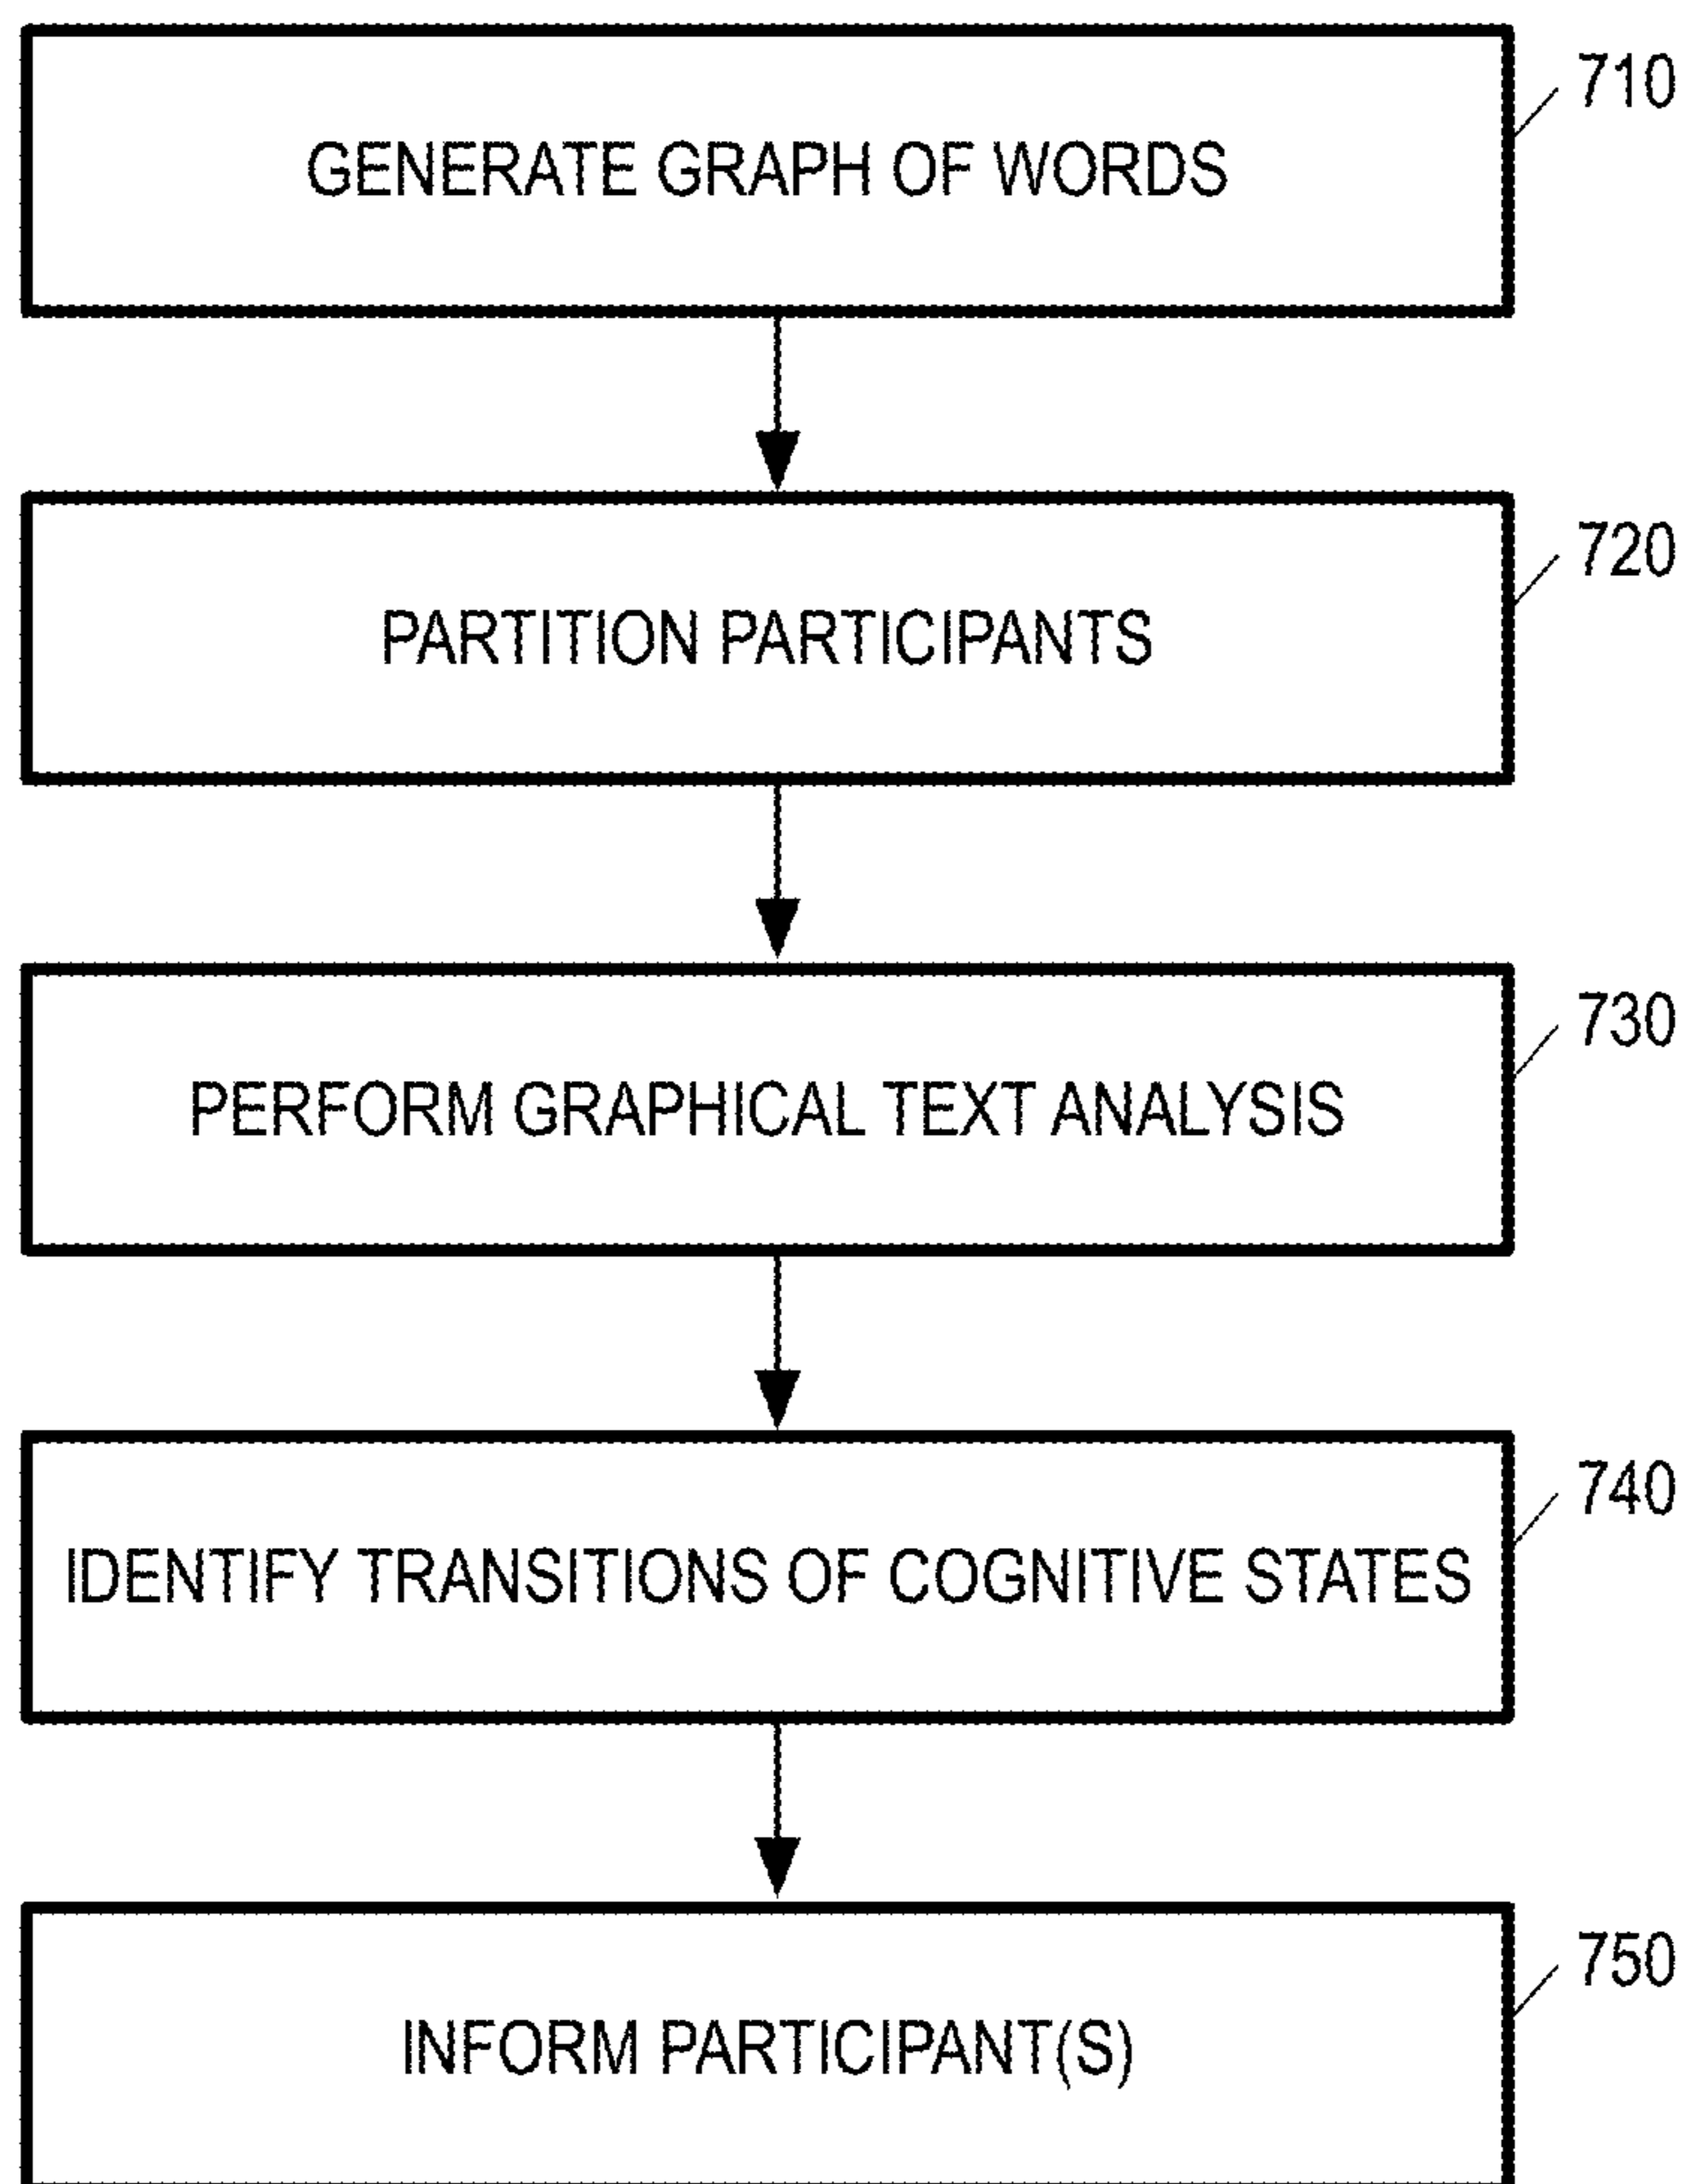 710
GENERATE GRAPH OF WORDS
720
PARTITION PARTICIPANTS
730
PERFORM GRAPHICAL TEXT ANALYSIS
740
IDENTIFY TRANSITIONS OF COGNITIVE STATES
750
INFORM PARTICIPANT(S)